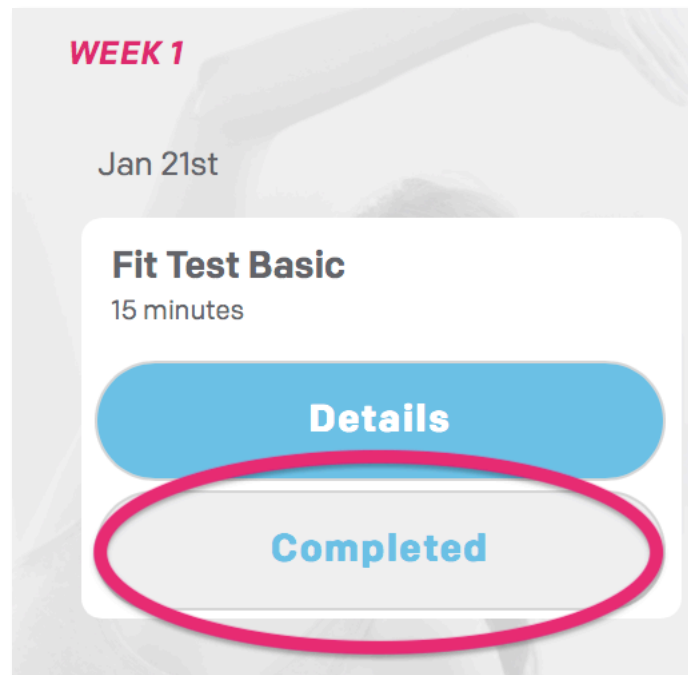 WEEK 1
Jan 21st
Fit Test Basic
15 minutes
Details
Completed